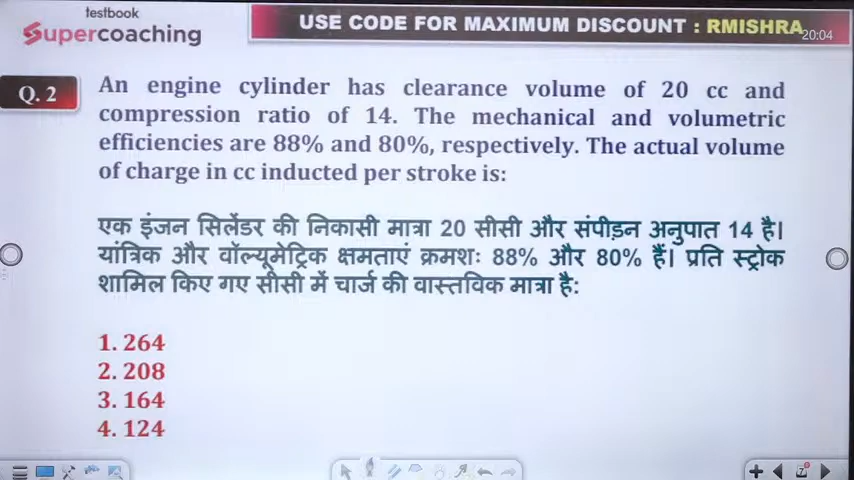 testbook
Supercoaching
USE CODE FOR MAXIMUM DISCOUNT : RMISHRA
20:04
Q. 2
An engine cylinder has clearance volume of 20 cc and
compression ratio of 14. The mechanical and volumetric
efficiencies are 88% and 80%, respectively. The actual volume
of charge in cc inducted per stroke is:
एक इंजन सिलेंडर की निकासी मात्रा 20 सीसी और संपीड़न अनुपात 14 है।
यांत्रिक और वॉल्यूमेट्रिक क्षमताएं क्रमशः 88% और 80% हैं। प्रति स्ट्रोक
शामिल किए गए सीसी में चार्ज की वास्तविक मात्रा है:
1. 264
2. 208
3. 164
4. 124